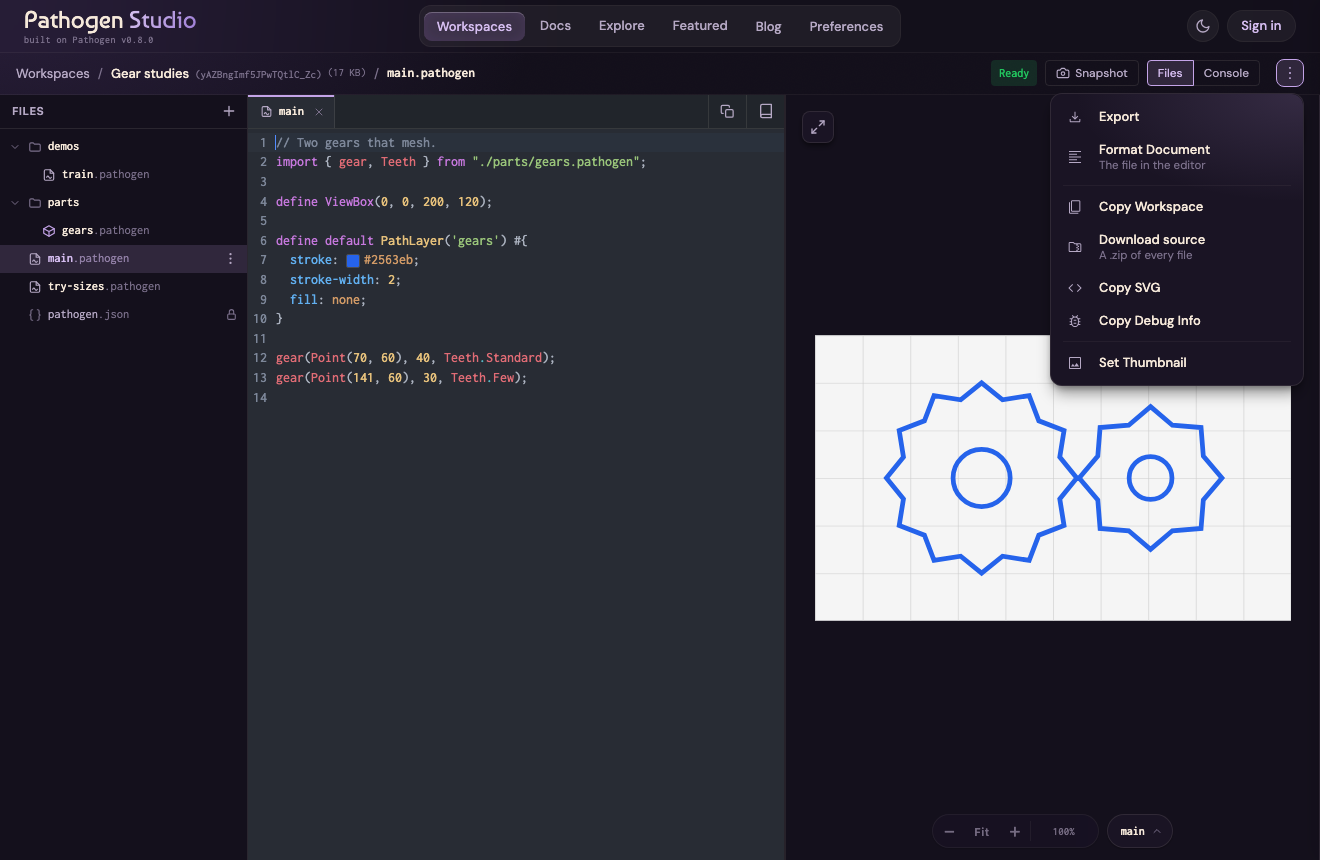 Pathogen Studio
built on Pathogen v0.8.0
Workspaces
Docs
Explore
Featured
Blog
Preferences
Sign in
Workspaces / Gear studies (yAZBngImf5JPwTQtlC_Zc) (17 KB) / main.pathogen
Ready
Snapshot
Files
Console
FILES
demos
train.pathogen
parts
gears.pathogen
main.pathogen
try-sizes.pathogen
{} pathogen.json
main
1 // Two gears that mesh.
2 import { gear, Teeth } from "./parts/gears.pathogen";
3
4 define ViewBox(0, 0, 200, 120);
5
6 define default PathLayer('gears') #{
7 stroke: #2563eb;
8 stroke-width: 2;
9 fill: none;
10 }
11
12 gear(Point(70, 60), 40, Teeth.Standard);
13 gear(Point(141, 60), 30, Teeth.Few);
14
Export
Format Document
The file in the editor
Copy Workspace
Download source
A .zip of every file
Copy SVG
Copy Debug Info
Set Thumbnail
Fit
100%
main